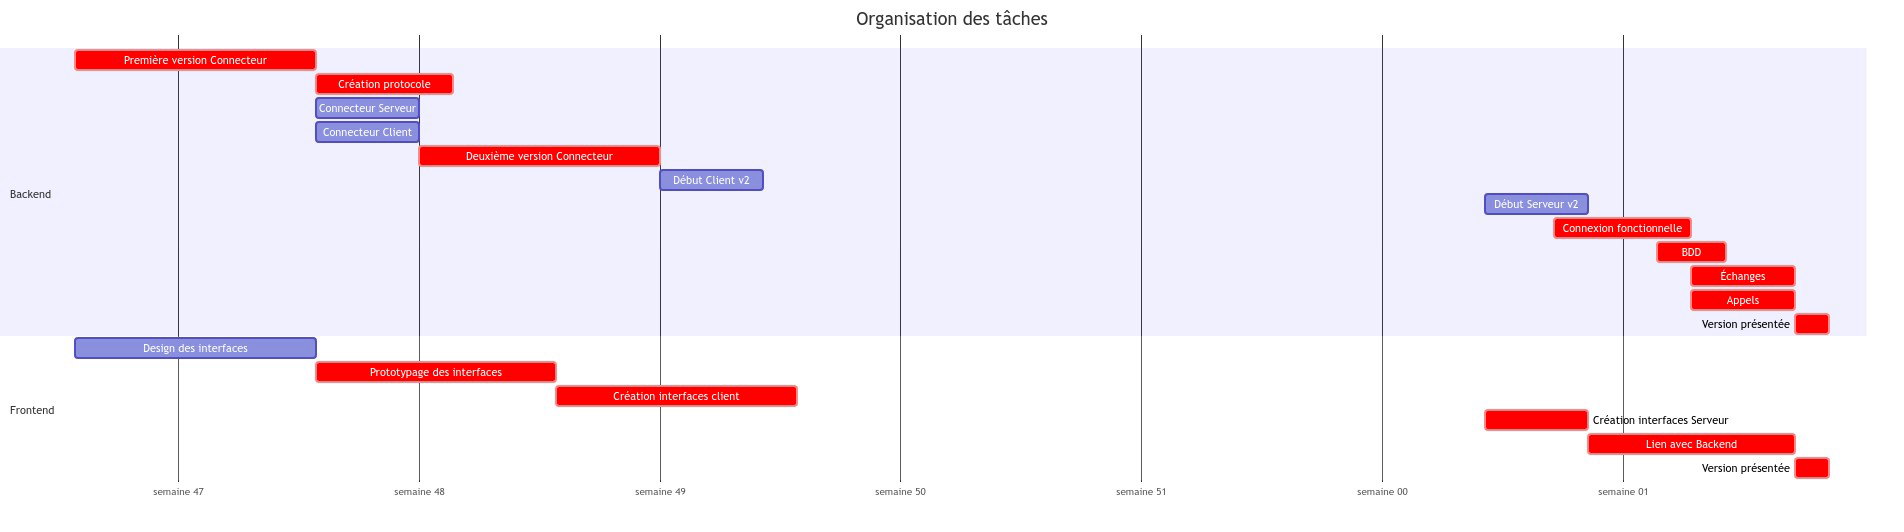 Organisation des tâches
Première version Connecteur
Création protocole
Connecteur Serveur
Connecteur Client
Deuxième version Connecteur
Début Client v2
Backend
Début Serveur v2
Connexion fonctionnelle
BDD
Échanges
Appels
Version présentée
Design des interfaces
Prototypage des interfaces
Création interfaces client
Frontend
Création interfaces Serveur
Lien avec Backend
Version présentée
semaine 47 semaine 48 semaine 49 semaine 50 semaine 51 semaine 00 semaine 01